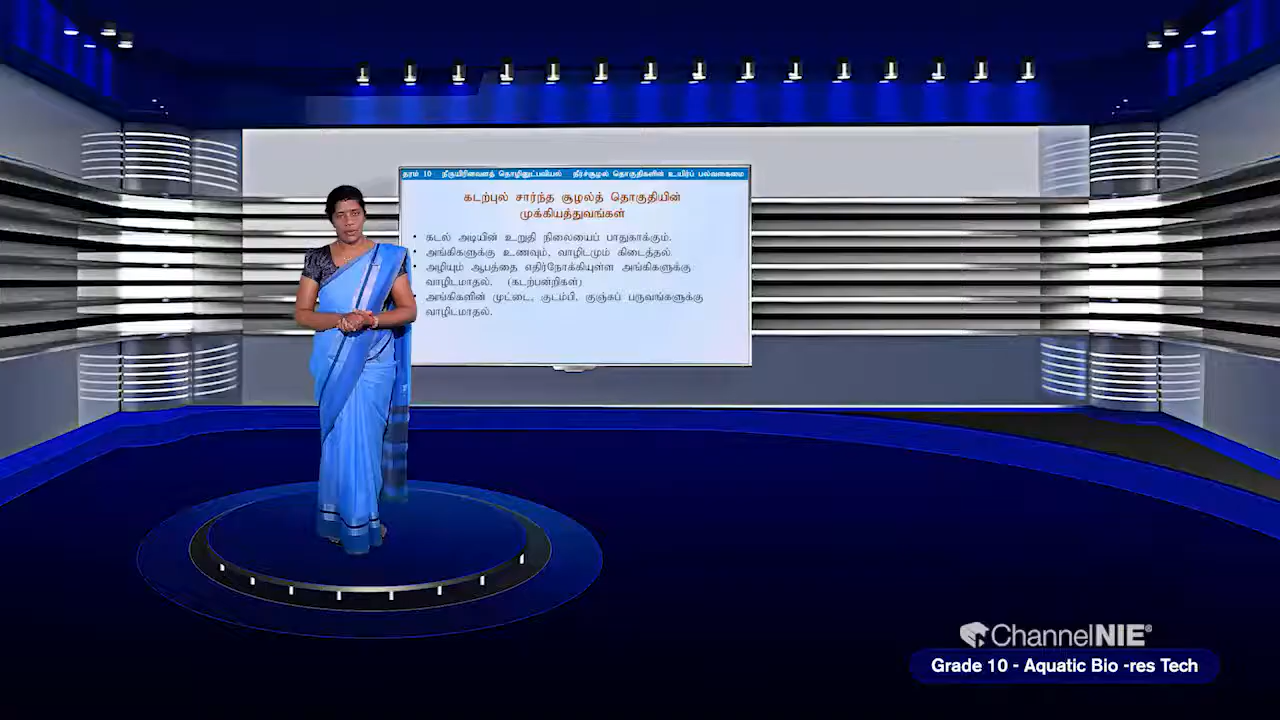 தரம் 10 நீருயிரினவளத் தொழினுட்பவியல் நீர்ச்சூழல் தொகுதிகளின் உயிர்ப் பல்வகைமை
கடற்புல் சார்ந்த சூழல்த் தொகுதியின்
முக்கியத்துவங்கள்
• கடல் அடியின் உறுதி நிலையைப் பாதுகாக்கும்.
• அங்கிகளுக்கு உணவும், வாழிடமும் கிடைத்தல்.
• அழியும் ஆபத்தை எதிர்நோக்கியுள்ள அங்கிகளுக்கு
வாழிடமாதல். (கடற்பன்றிகள்)
• அங்கிகளின் முட்டை, குடம்பி, குஞ்சுப் பருவங்களுக்கு
வாழிடமாதல்.
ChannelNIE®
Grade 10 - Aquatic Bio -res Tech